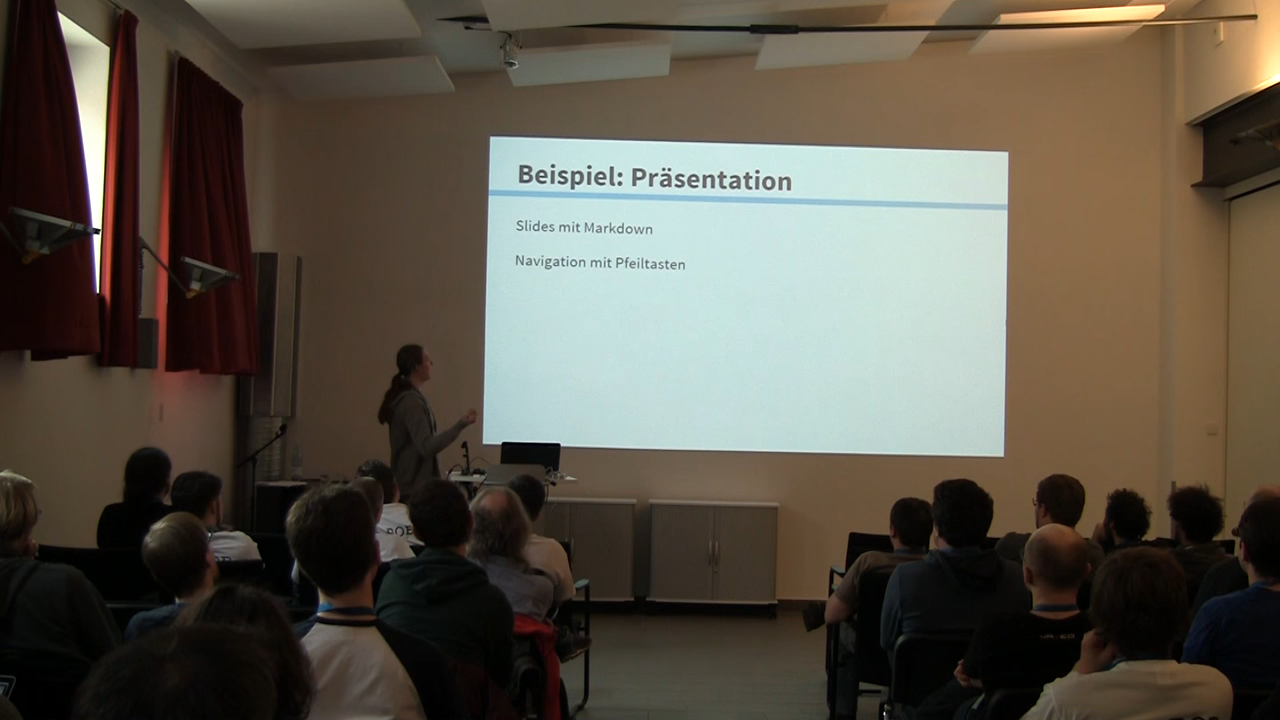 Beispiel: Präsentation
Slides mit Markdown
Navigation mit Pfeiltasten